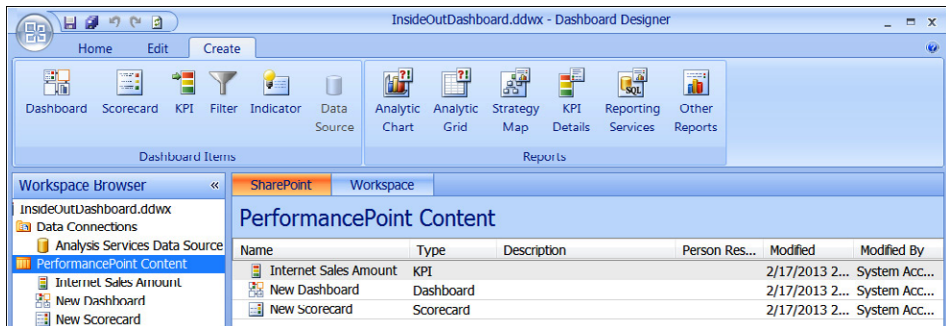 InsideOutDashboard.ddwx - Dashboard Designer
Home Edit Create
Dashboard Scorecard KPI Filter Indicator Data Source Analytic Chart Analytic Grid Strategy Map KPI Details Reporting Services Other Reports
Dashboard Items Reports
Workspace Browser «
InsideOutDashboard.ddwx
Data Connections
Analysis Services Data Source
PerformancePoint Content
Internet Sales Amount
New Dashboard
New Scorecard
SharePoint Workspace
PerformancePoint Content
Name Type Description Person Res... Modified Modified By
Internet Sales Amount KPI 2/17/2013 2... System Acc...
New Dashboard Dashboard 2/17/2013 2... System Acc...
New Scorecard Scorecard 2/17/2013 2... System Acc...